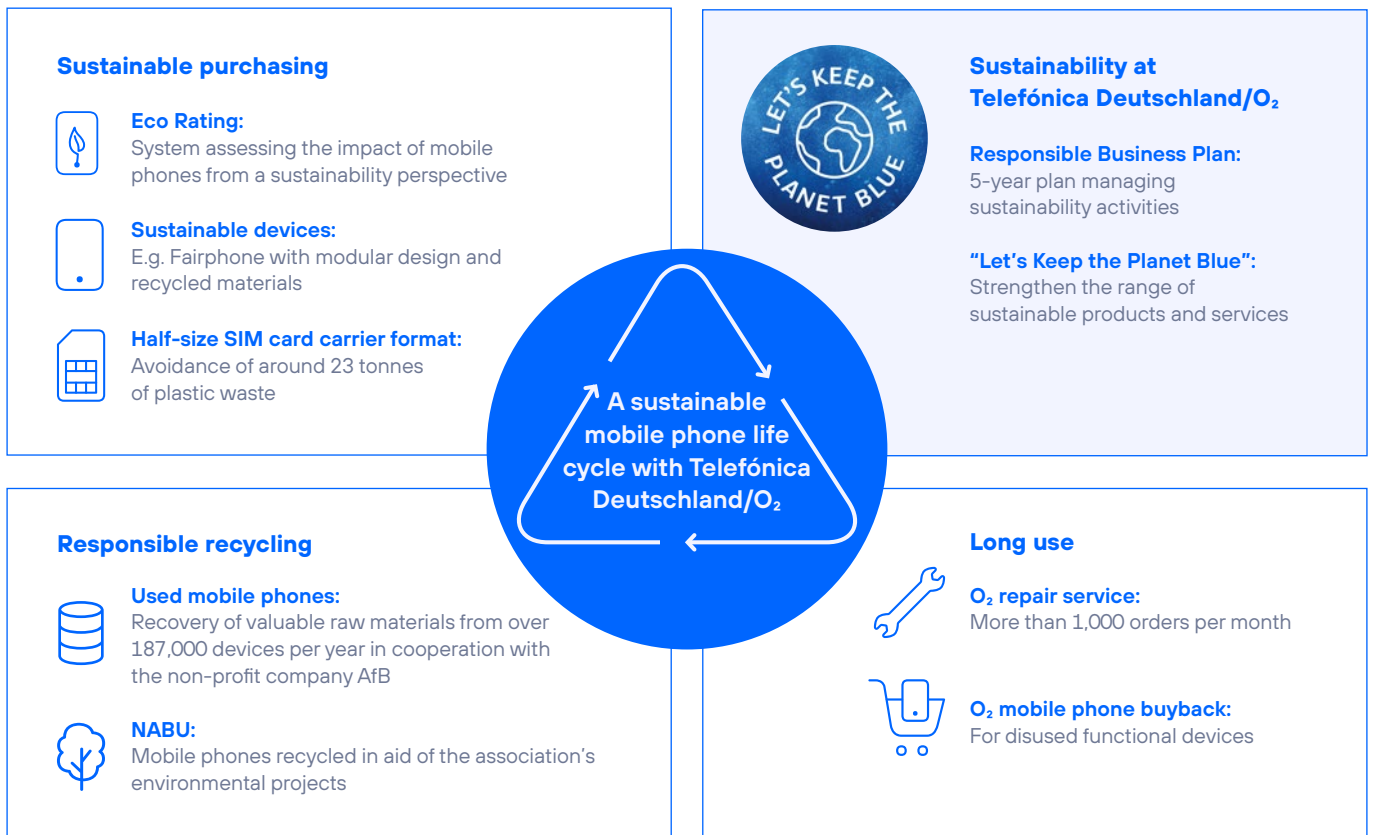 Sustainable purchasing
Eco Rating:
System assessing the impact of mobile
phones from a sustainability perspective
Sustainable devices:
E.g. Fairphone with modular design and
recycled materials
Half-size SIM card carrier format:
Avoidance of around 23 tonnes
of plastic waste
LET'S KEEP THE
PLANET BLUE
Sustainability at
Telefónica Deutschland/O₂
Responsible Business Plan:
5-year plan managing
sustainability activities
“Let’s Keep the Planet Blue”:
Strengthen the range of
sustainable products and services
A sustainable
mobile phone life
cycle with Telefónica
Deutschland/O₂
Responsible recycling
Used mobile phones:
Recovery of valuable raw materials from over
187,000 devices per year in cooperation with
the non-profit company AfB
NABU:
Mobile phones recycled in aid of the association’s
environmental projects
Long use
O₂ repair service:
More than 1,000 orders per month
O₂ mobile phone buyback:
For disused functional devices